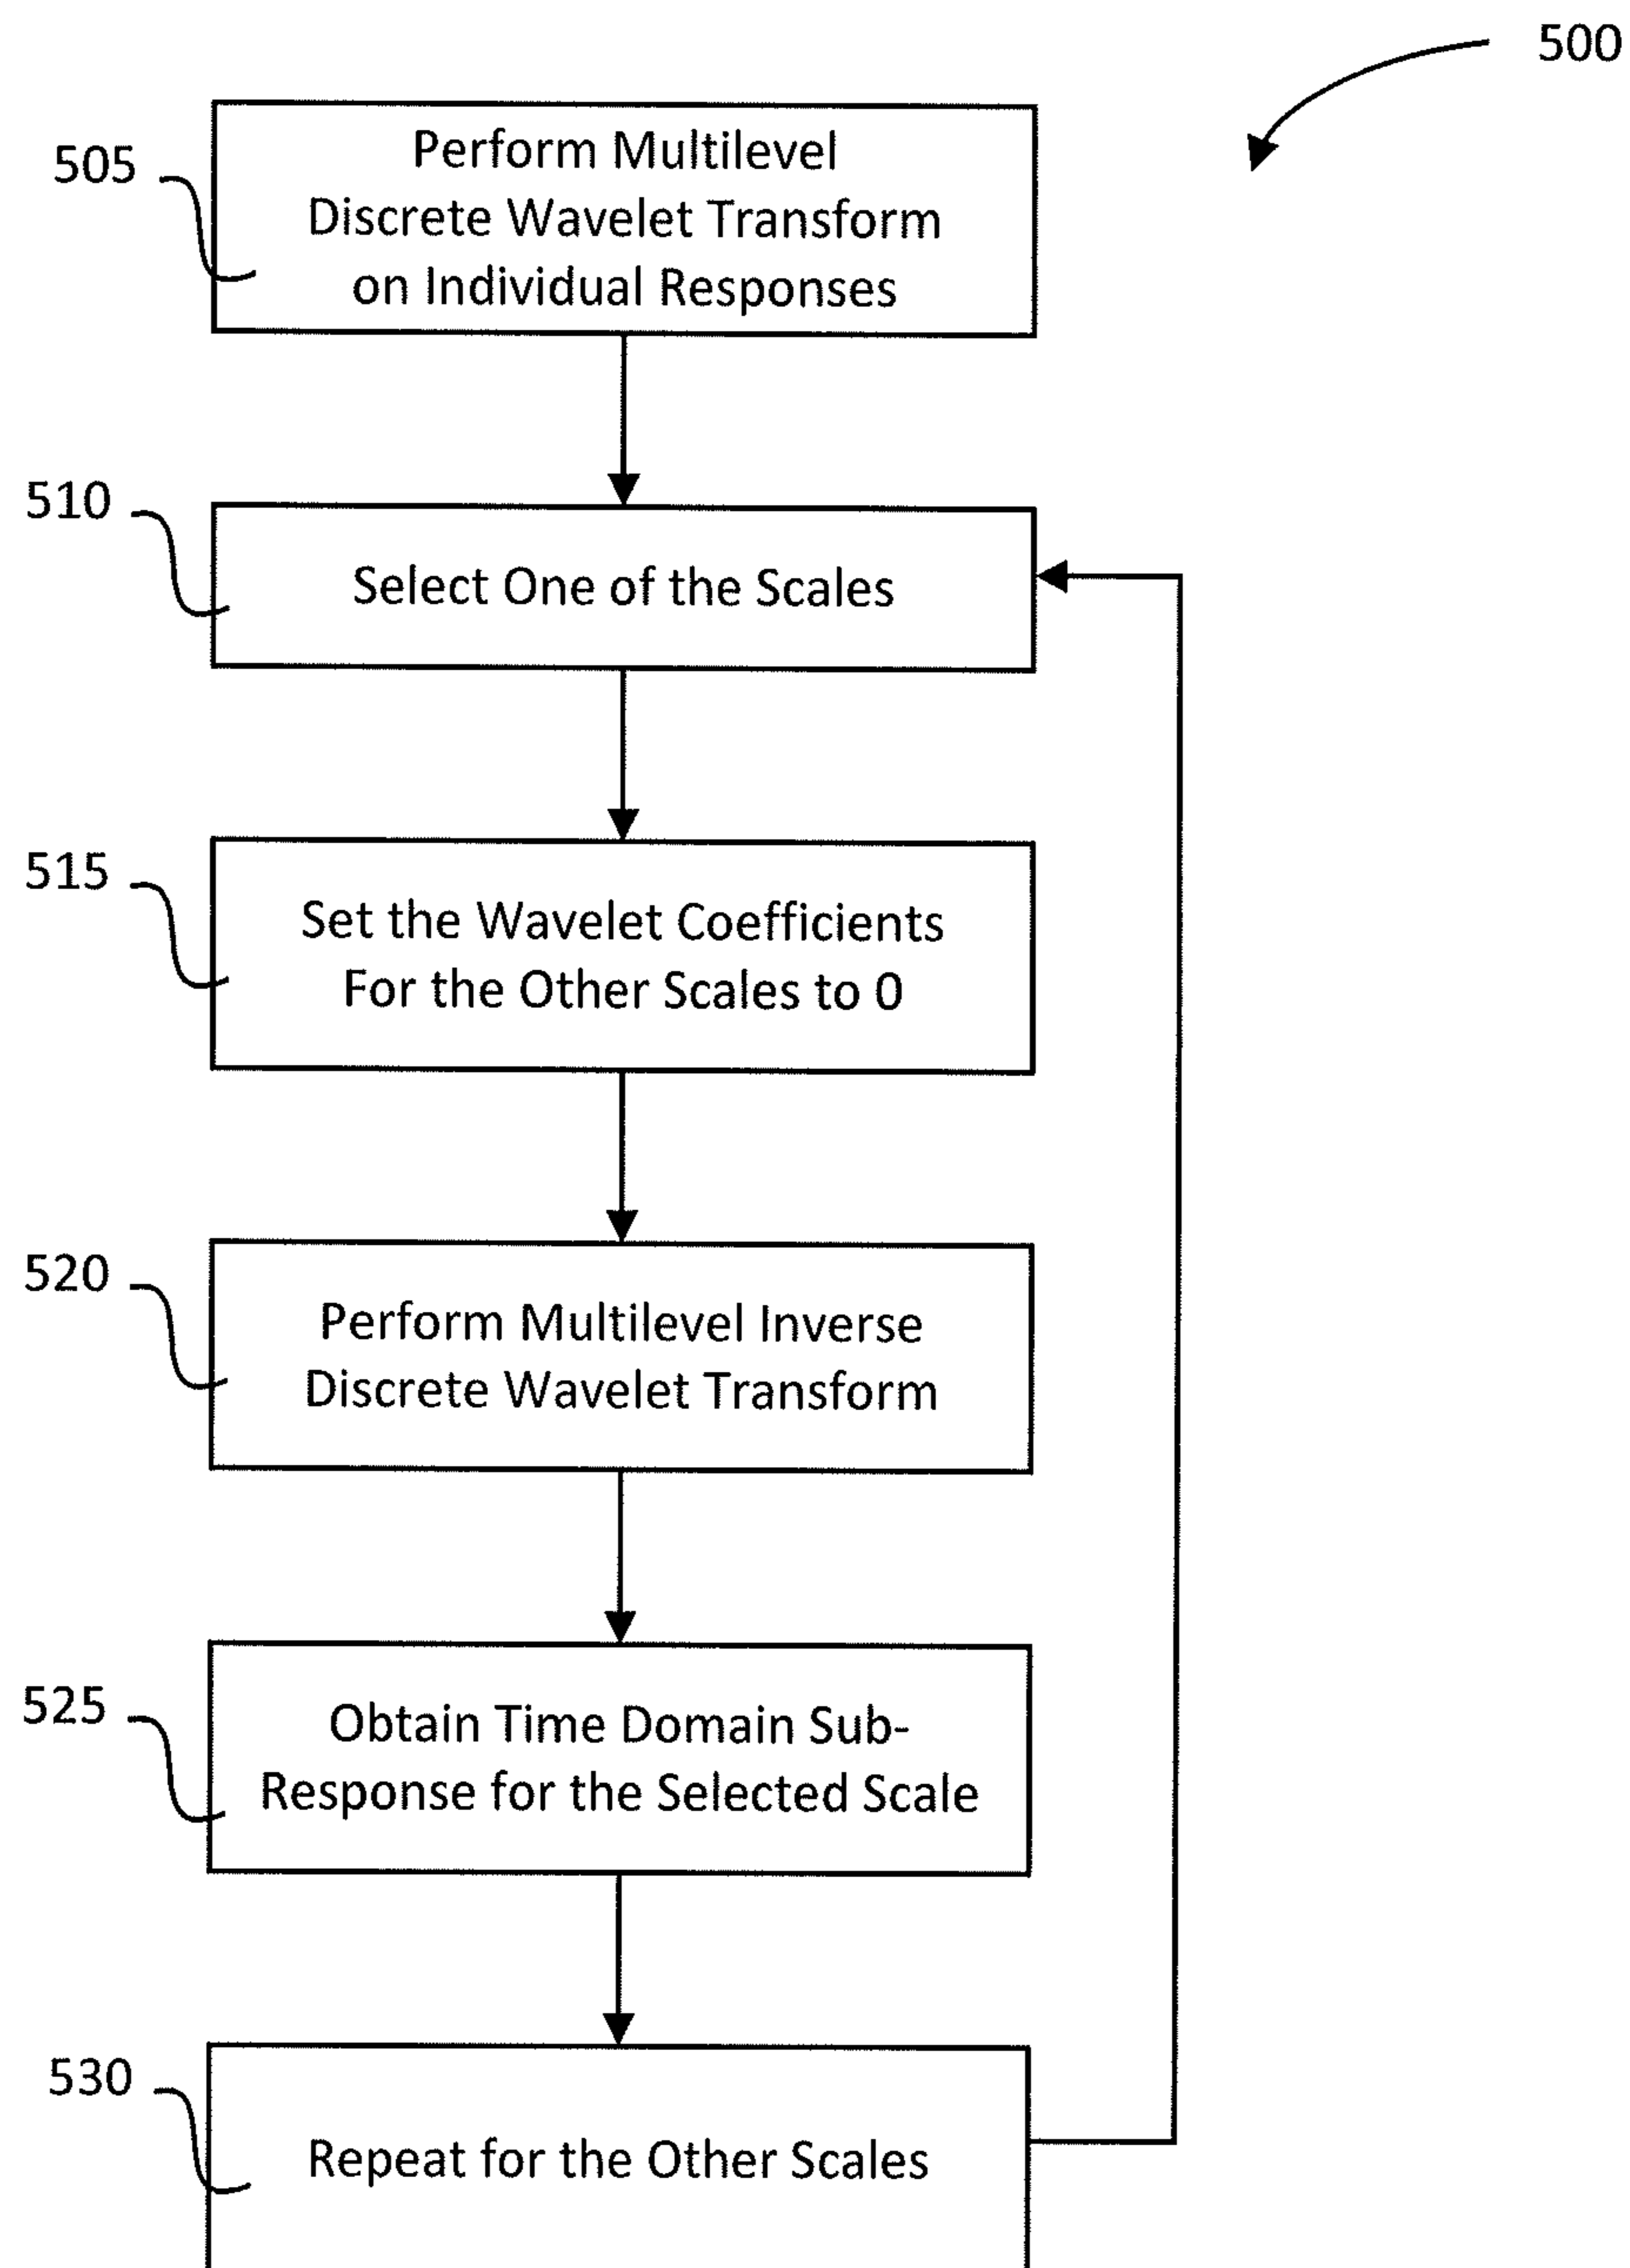 500
505
Perform Multilevel
Discrete Wavelet Transform
on Individual Responses
510
Select One of the Scales
515
Set the Wavelet Coefficients
For the Other Scales to 0
520
Perform Multilevel Inverse
Discrete Wavelet Transform
525
Obtain Time Domain Sub-
Response for the Selected Scale
530
Repeat for the Other Scales